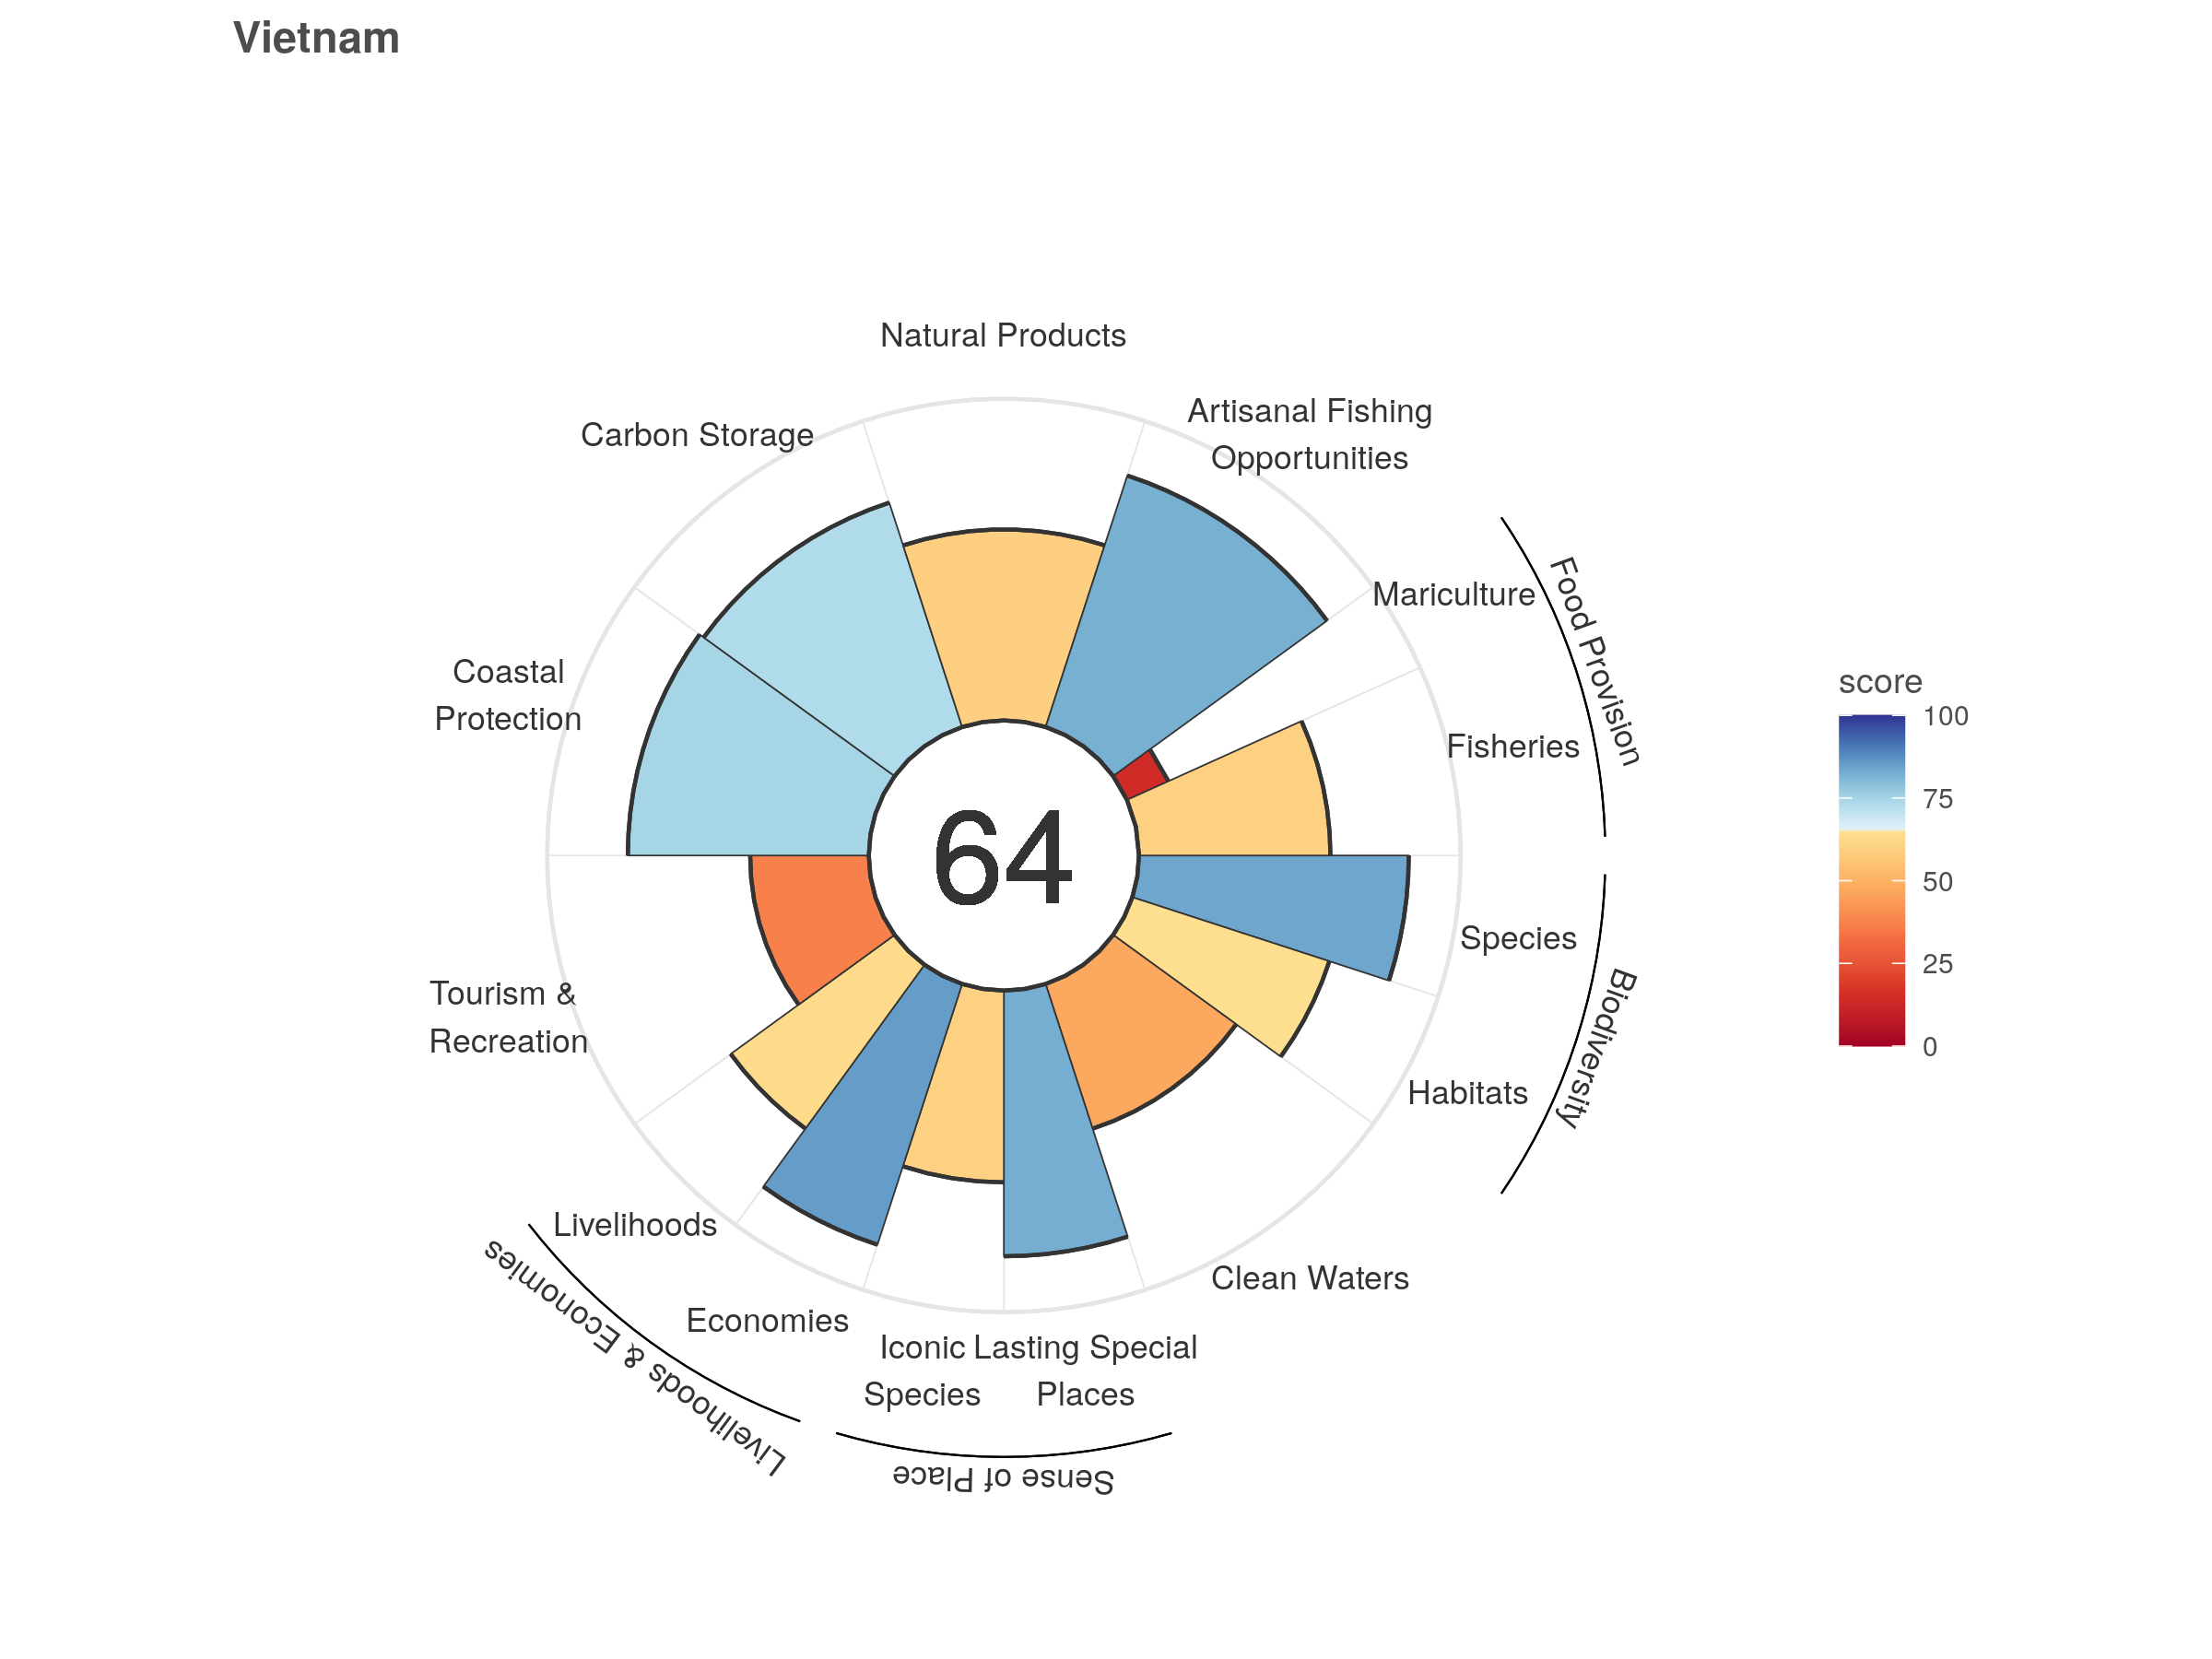 Vietnam
Natural Products
Artisanal Fishing
Opportunities
Carbon Storage
Mariculture
Food Provision
Coastal
Protection
Fisheries
score
100
75
50
25
0
64
Species
Biodiversity
Tourism &
Recreation
Habitats
Livelihoods
Livelihoods & Economies
Clean Waters
Economies
Iconic
Species
Lasting Special
Places
Sense of Place